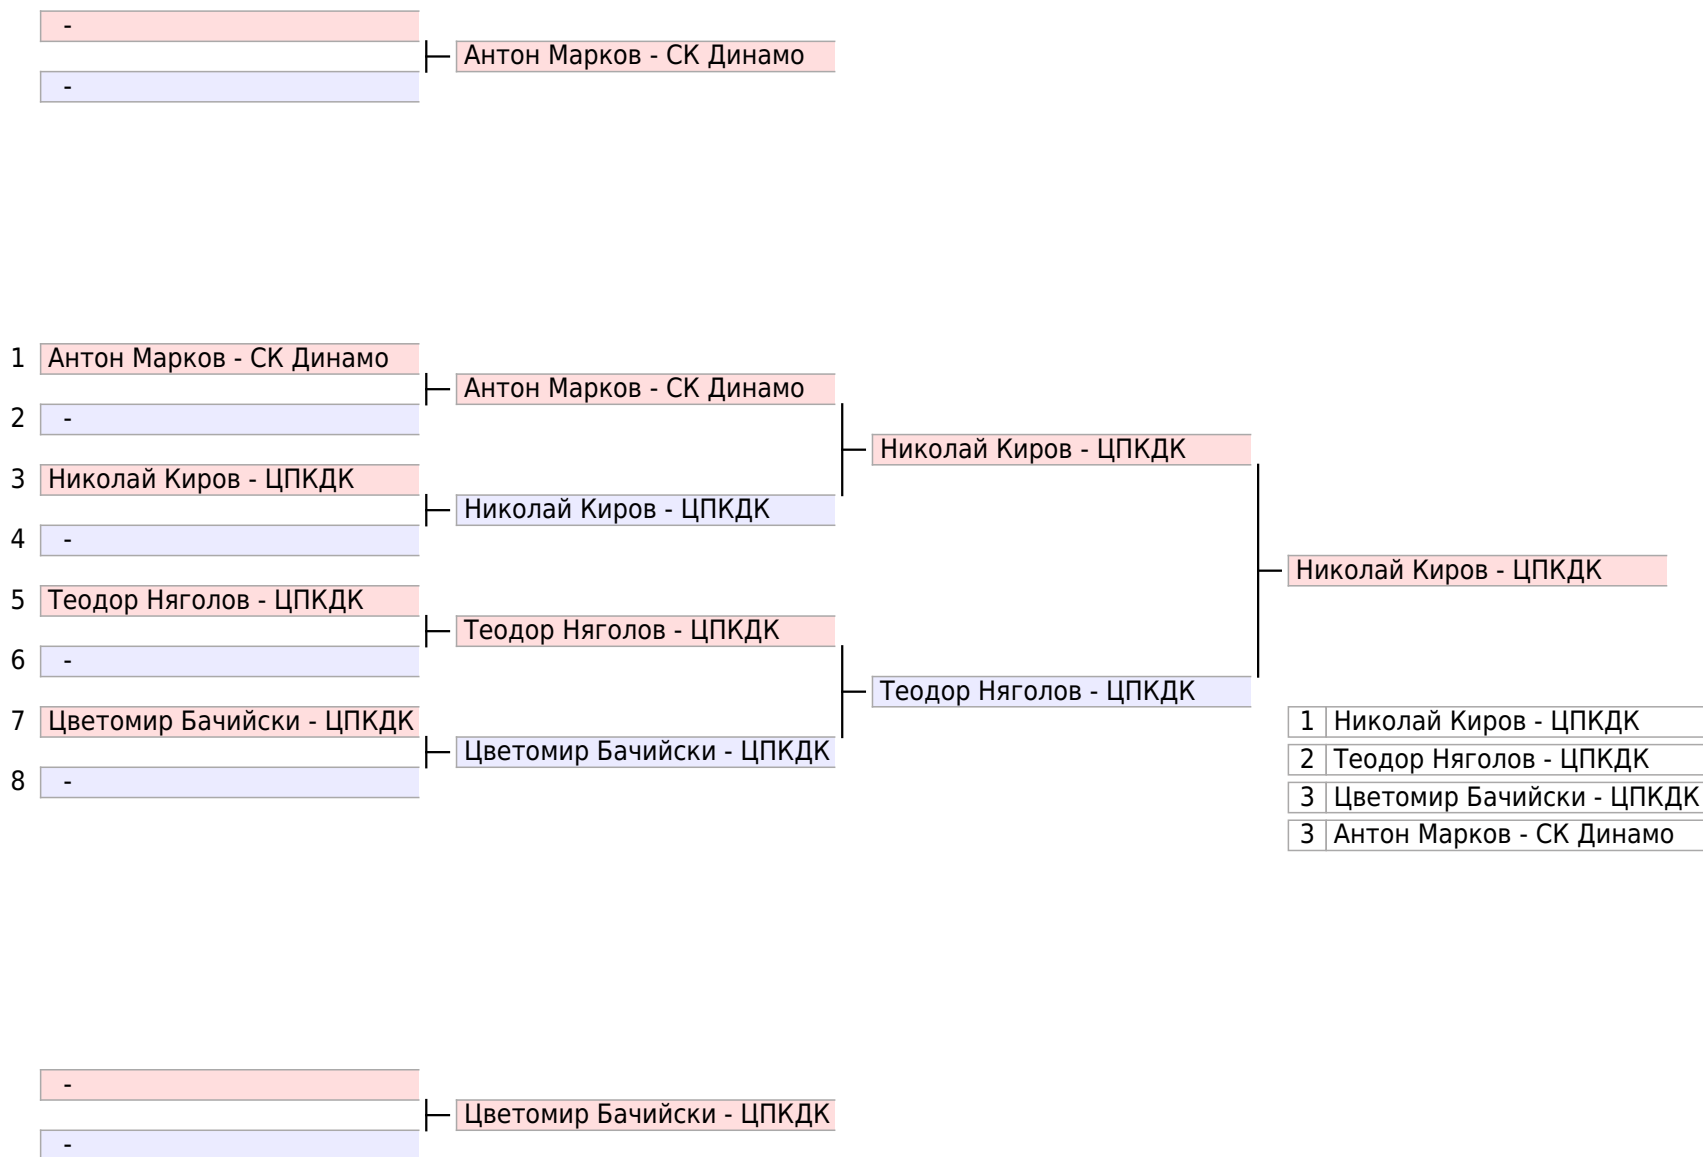 -
Антон Марков - СК Динамо
-
1 Антон Марков - СК Динамо
Антон Марков - СК Динамо
2 -
Николай Киров - ЦПКДК
3 Николай Киров - ЦПКДК
Николай Киров - ЦПКДК
4 -
Николай Киров - ЦПКДК
5 Теодор Няголов - ЦПКДК
Теодор Няголов - ЦПКДК
6 -
Теодор Няголов - ЦПКДК
7 Цветомир Бачийски - ЦПКДК
Цветомир Бачийски - ЦПКДК
8 -
1 Николай Киров - ЦПКДК
2 Теодор Няголов - ЦПКДК
3 Цветомир Бачийски - ЦПКДК
3 Антон Марков - СК Динамо
-
Цветомир Бачийски - ЦПКДК
-